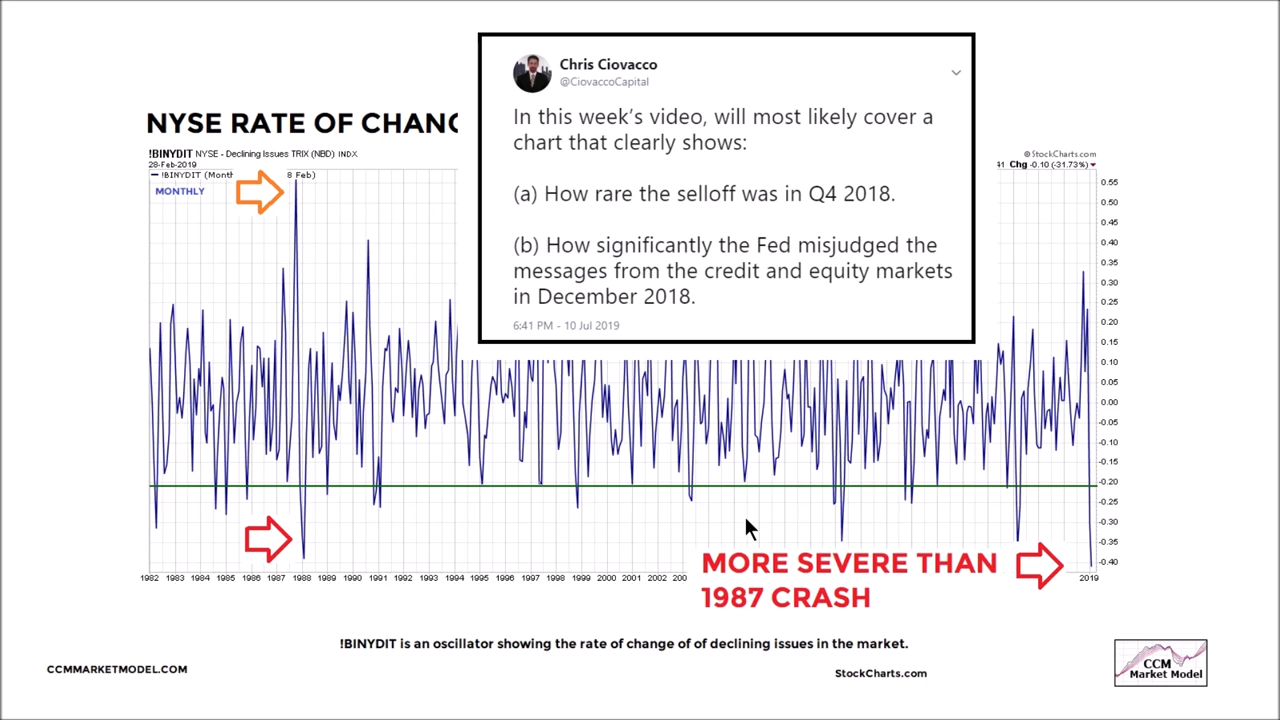 Chris Ciovacco
@CiovaccoCapital
In this week's video, will most likely cover a
chart that clearly shows:
(a) How rare the selloff was in Q4 2018.
(b) How significantly the Fed misjudged the
messages from the credit and equity markets
in December 2018.
6:41 PM - 10 Jul 2019
NYSE RATE OF CHANG
!BINYDIT NYSE - Declining Issues TRIX (NBD) INDX
© StockCharts.com
28-Feb-2019
Chg -0.10 (-31.73%)
!BINYDIT (Month
8 Feb)
MONTHLY
0.55
0.50
0.45
0.40
0.35
0.30
0.25
0.20
0.15
0.10
0.05
0.00
-0.05
-0.10
-0.15
-0.20
-0.25
-0.30
-0.35
-0.40
MORE SEVERE THAN
1987 CRASH
1982 1983 1984 1985 1986 1987 1988 1989 1990 1991 1992 1993 1994 1995 1996 1997 1998 1999 2000 2001 2002 200 2019
!BINYDIT is an oscillator showing the rate of change of of declining issues in the market.
CCMMARKETMODEL.COM
StockCharts.com
CCM
Market Model